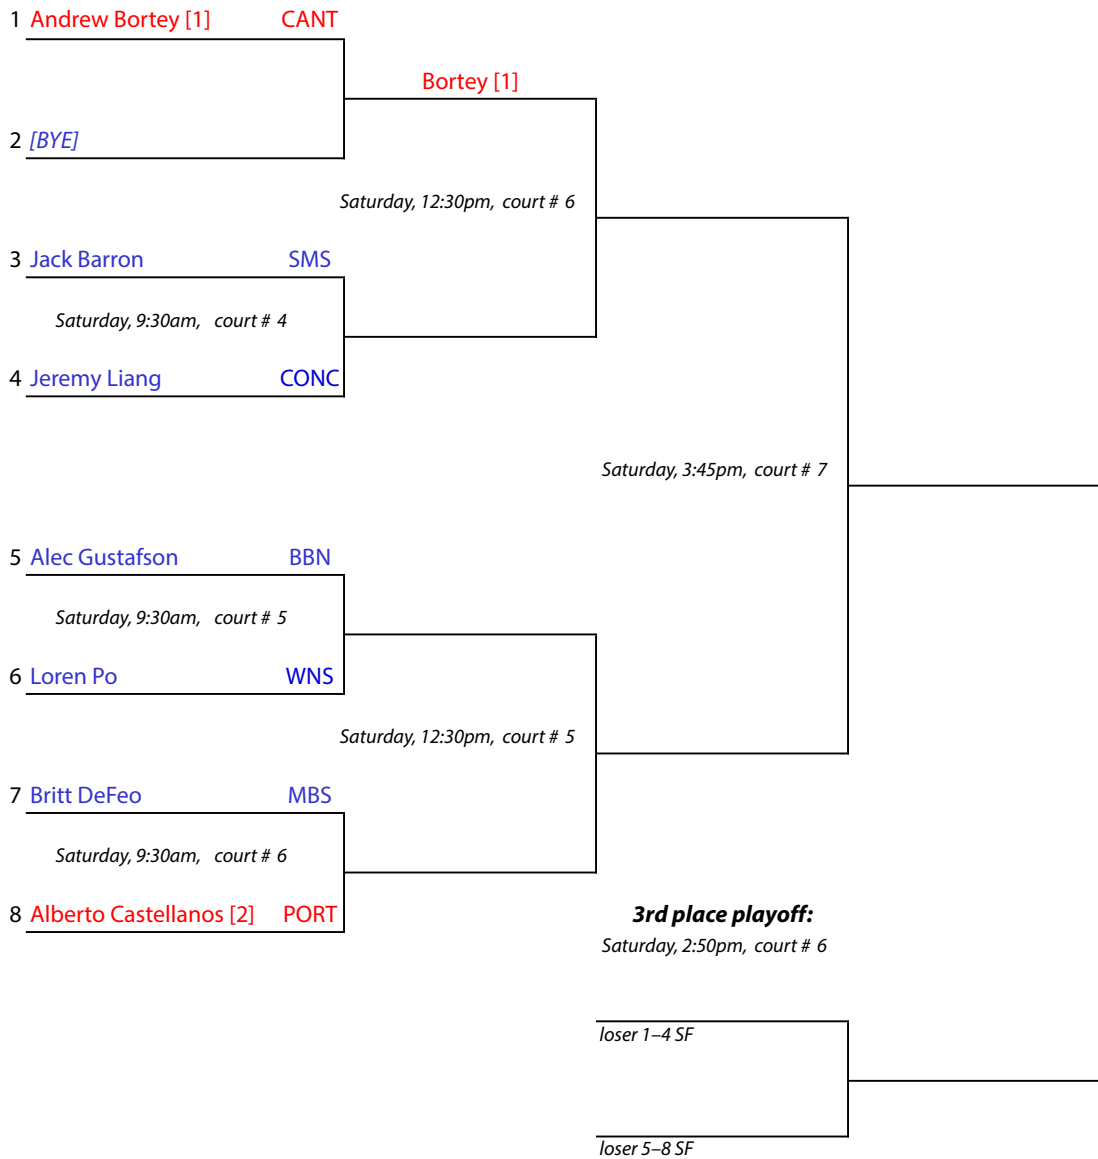 1 Andrew Bortey [1] CANT
Bortey [1]
2 [BYE]
Saturday, 12:30pm, court # 6
3 Jack Barron SMS
Saturday, 9:30am, court # 4
4 Jeremy Liang CONC
Saturday, 3:45pm, court # 7
5 Alec Gustafson BBN
Saturday, 9:30am, court # 5
6 Loren Po WNS
Saturday, 12:30pm, court # 5
7 Britt DeFeo MBS
Saturday, 9:30am, court # 6
8 Alberto Castellanos [2] PORT
3rd place playoff:
Saturday, 2:50pm, court # 6
loser 1–4 SF
loser 5–8 SF